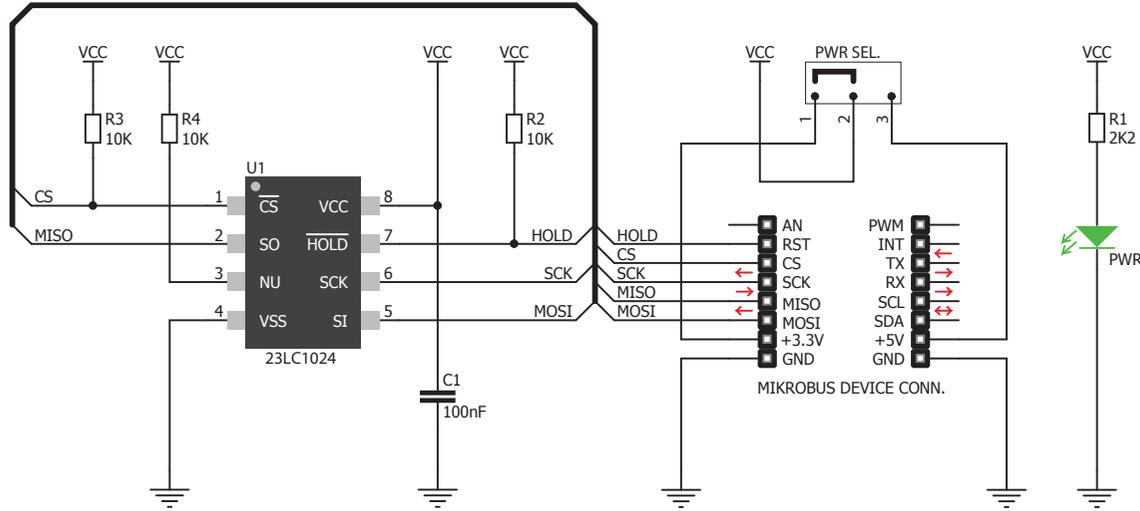 VCC
VCC
VCC
VCC
VCC
PWR SEL.
VCC
R3
10K
R4
10K
R2
10K
1
2
3
R1
2K2
U1
CS
1
CS
VCC
8
MISO
2
SO
HOLD
7
HOLD
3
NU
SCK
6
SCK
4
VSS
SI
5
MOSI
23LC1024
HOLD
CS
SCK
MISO
MOSI
AN
RST
CS
SCK
MISO
MOSI
+3.3V
GND
PWM
INT
TX
RX
SCL
SDA
+5V
GND
MIKROBUS DEVICE CONN.
PWR
C1
100nF